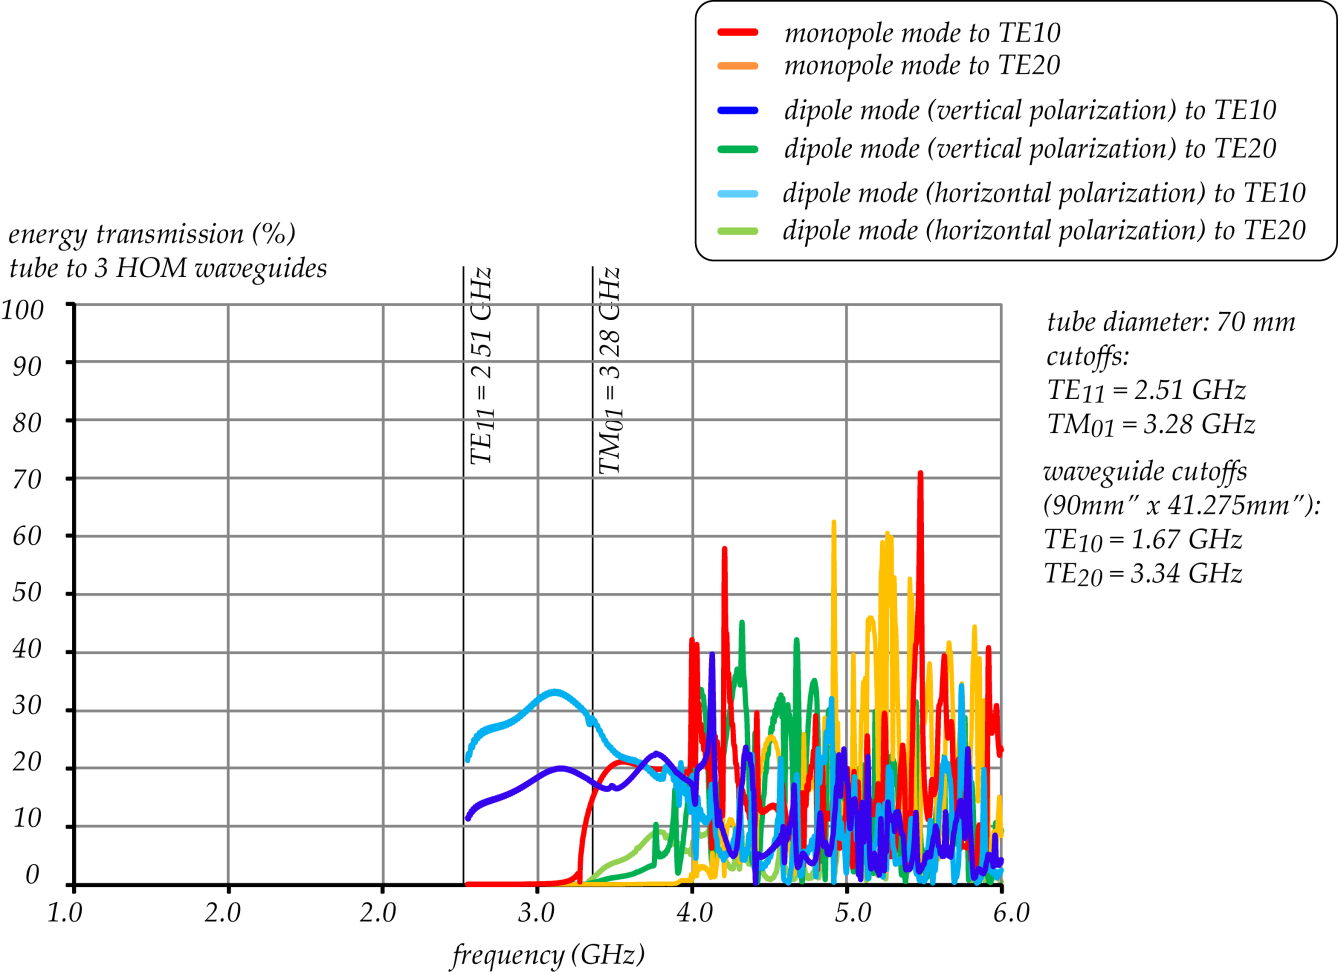 monopole mode to TE10
monopole mode to TE20
dipole mode (vertical polarization) to TE10
dipole mode (vertical polarization) to TE20
dipole mode (horizontal polarization) to TE10
dipole mode (horizontal polarization) to TE20
energy transmission (%)
tube to 3 HOM waveguides
TE11 = 2 51 GHz
TM01 = 3 28 GHz
100
90
80
70
60
50
40
30
20
10
0
1.0 2.0 2.0 3.0 4.0 5.0 6.0
frequency (GHz)
tube diameter: 70 mm
cutoffs:
TE11 = 2.51 GHz
TM01 = 3.28 GHz
waveguide cutoffs
(90mm" x 41.275mm"):
TE10 = 1.67 GHz
TE20 = 3.34 GHz